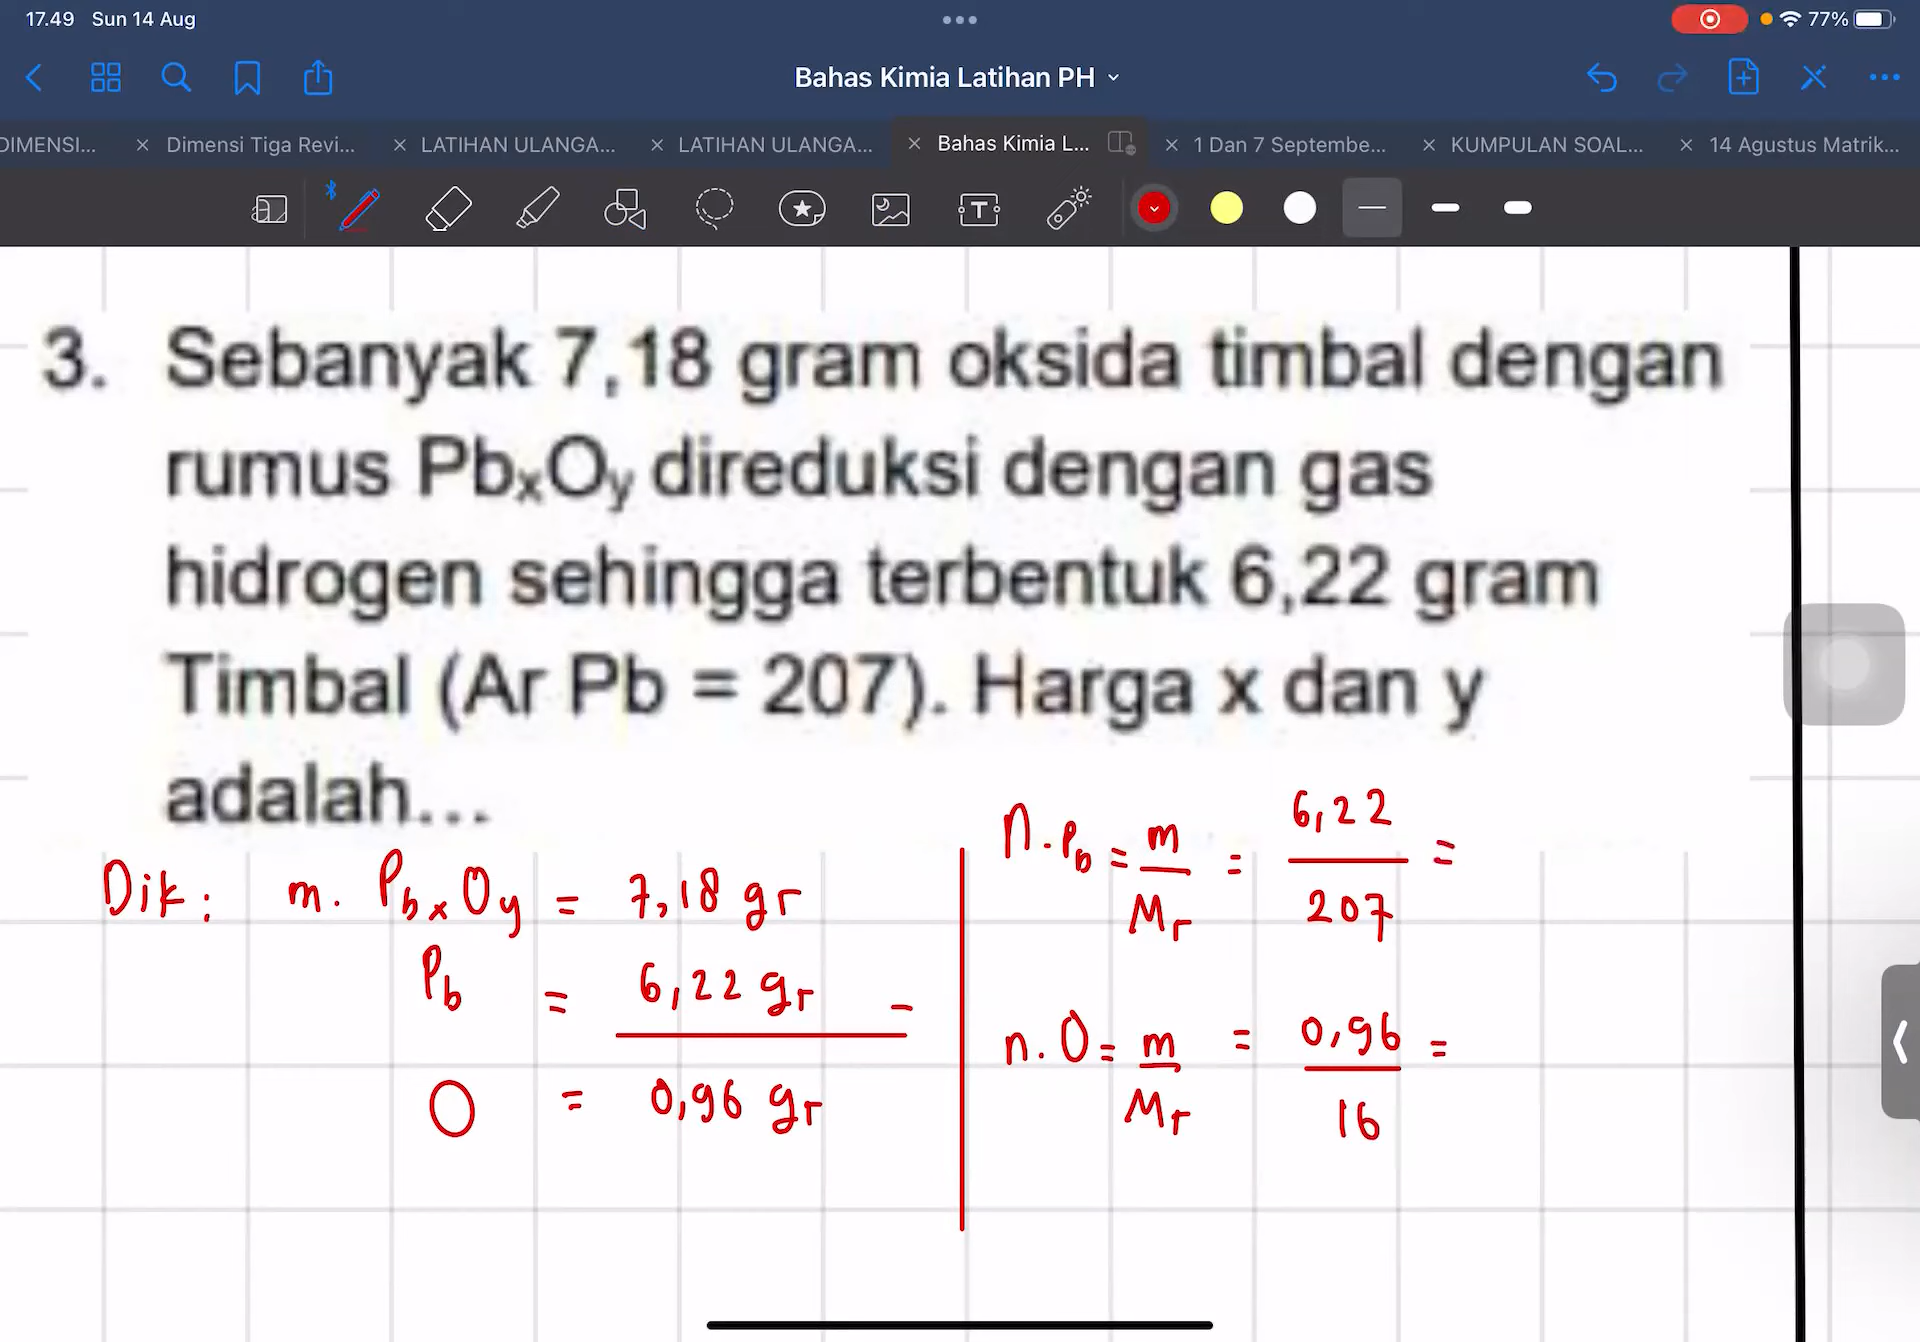 17.49 Sun 14 Aug
77%
Bahas Kimia Latihan PH
DIMENSI...
Dimensi Tiga Revi...
LATIHAN ULANGA...
LATIHAN ULANGA...
Bahas Kimia L...
1 Dan 7 Septembe...
KUMPULAN SOAL...
14 Agustus Matrik...
3. Sebanyak 7,18 gram oksida timbal dengan
rumus PbxOy direduksi dengan gas
hidrogen sehingga terbentuk 6,22 gram
Timbal (Ar Pb = 207). Harga x dan y
adalah...
Dik: m. PbxOy = 7,18 gr
Pb = 6,22 gr -
O = 0,96 gr
n.Pb = m/Mr = 6,22/207 =
n.O = m/Mr = 0,96/16 =